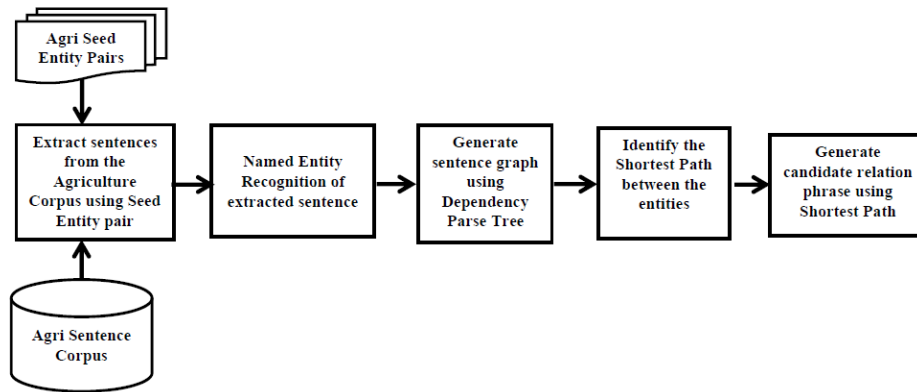 Agri Seed
Entity Pairs
Extract sentences
from the
Agriculture
Corpus using Seed
Entity pair
Named Entity
Recognition of
extracted sentence
Generate
sentence graph
using
Dependency
Parse Tree
Identify the
Shortest Path
between the
entities
Generate
candidate relation
phrase using
Shortest Path
Agri Sentence
Corpus